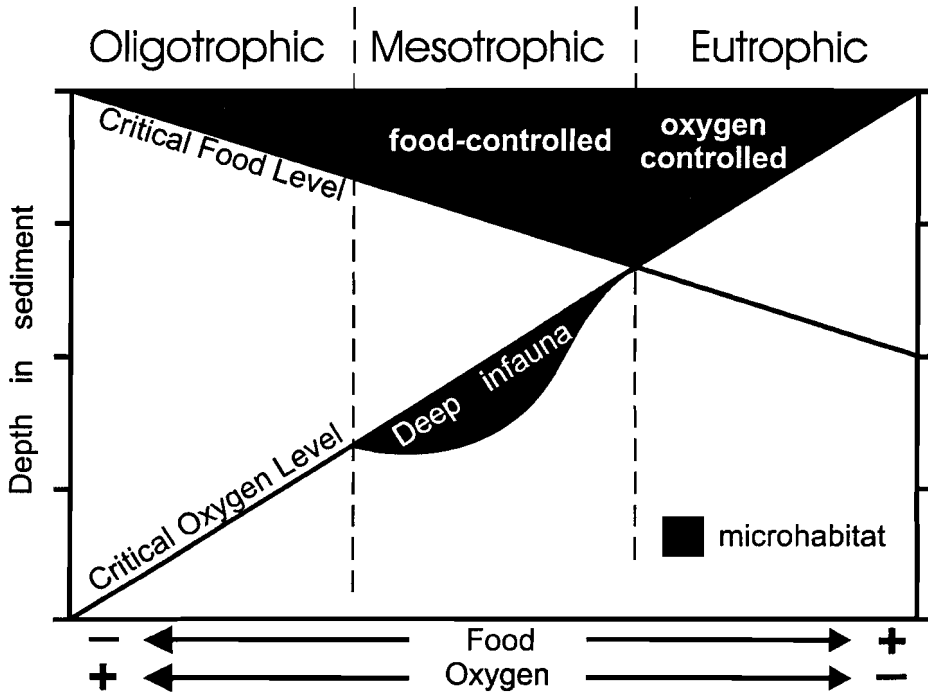 Oligotrophic Mesotrophic Eutrophic
Critical Food Level
food-controlled
oxygen
controlled
Depth in sediment
Deep infauna
Critical Oxygen Level
microhabitat
− Food +
+ Oxygen −